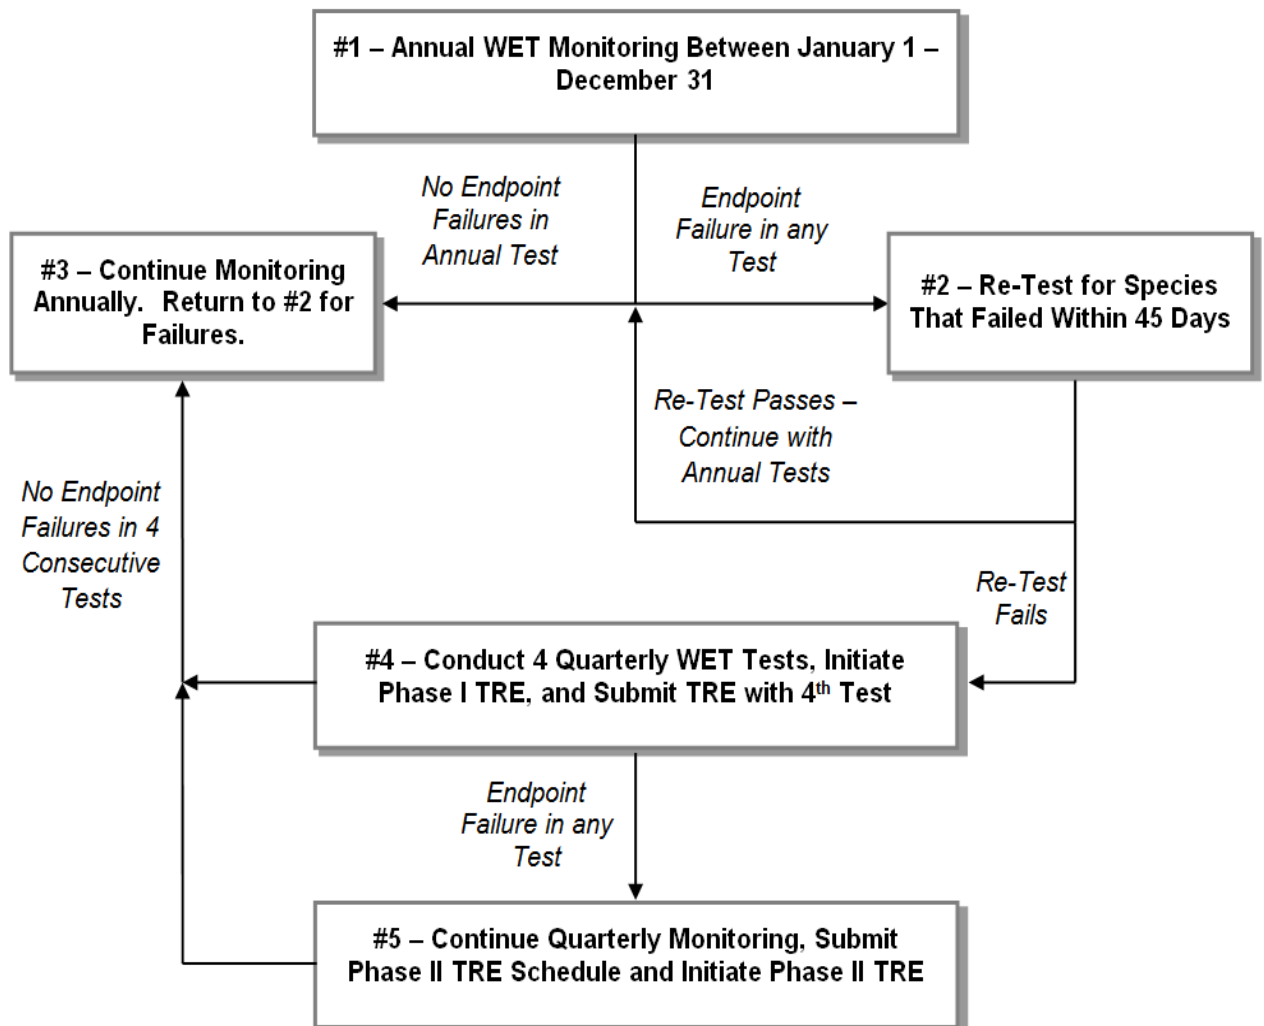 #1 – Annual WET Monitoring Between January 1 –
December 31
No Endpoint
Failures in
Annual Test
Endpoint
Failure in any
Test
#3 – Continue Monitoring
Annually.  Return to #2 for
Failures.
#2 – Re-Test for Species
That Failed Within 45 Days
Re-Test Passes –
Continue with
Annual Tests
No Endpoint
Failures in 4
Consecutive
Tests
Re-Test
Fails
#4 – Conduct 4 Quarterly WET Tests, Initiate
Phase I TRE, and Submit TRE with 4th Test
Endpoint
Failure in any
Test
#5 – Continue Quarterly Monitoring, Submit
Phase II TRE Schedule and Initiate Phase II TRE